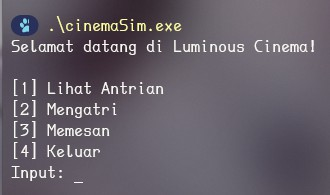 .\cinemaSim.exe
Selamat datang di Luminous Cinema!
[1] Lihat Antrian
[2] Mengatri
[3] Memesan
[4] Keluar
Input: _